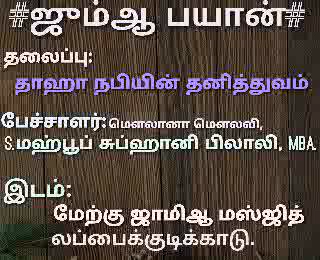 #ஜும்ஆ பயான்#
தலைப்பு:
தாஹா நபியின் தனித்துவம்
பேச்சாளர்: மௌலானா மௌலவி,
S.மஹ்பூப் சுப்ஹானி பிலாலி, MBA.
இடம்:
மேற்கு ஜாமிஆ மஸ்ஜித்
லப்பைக்குடிக்காடு.